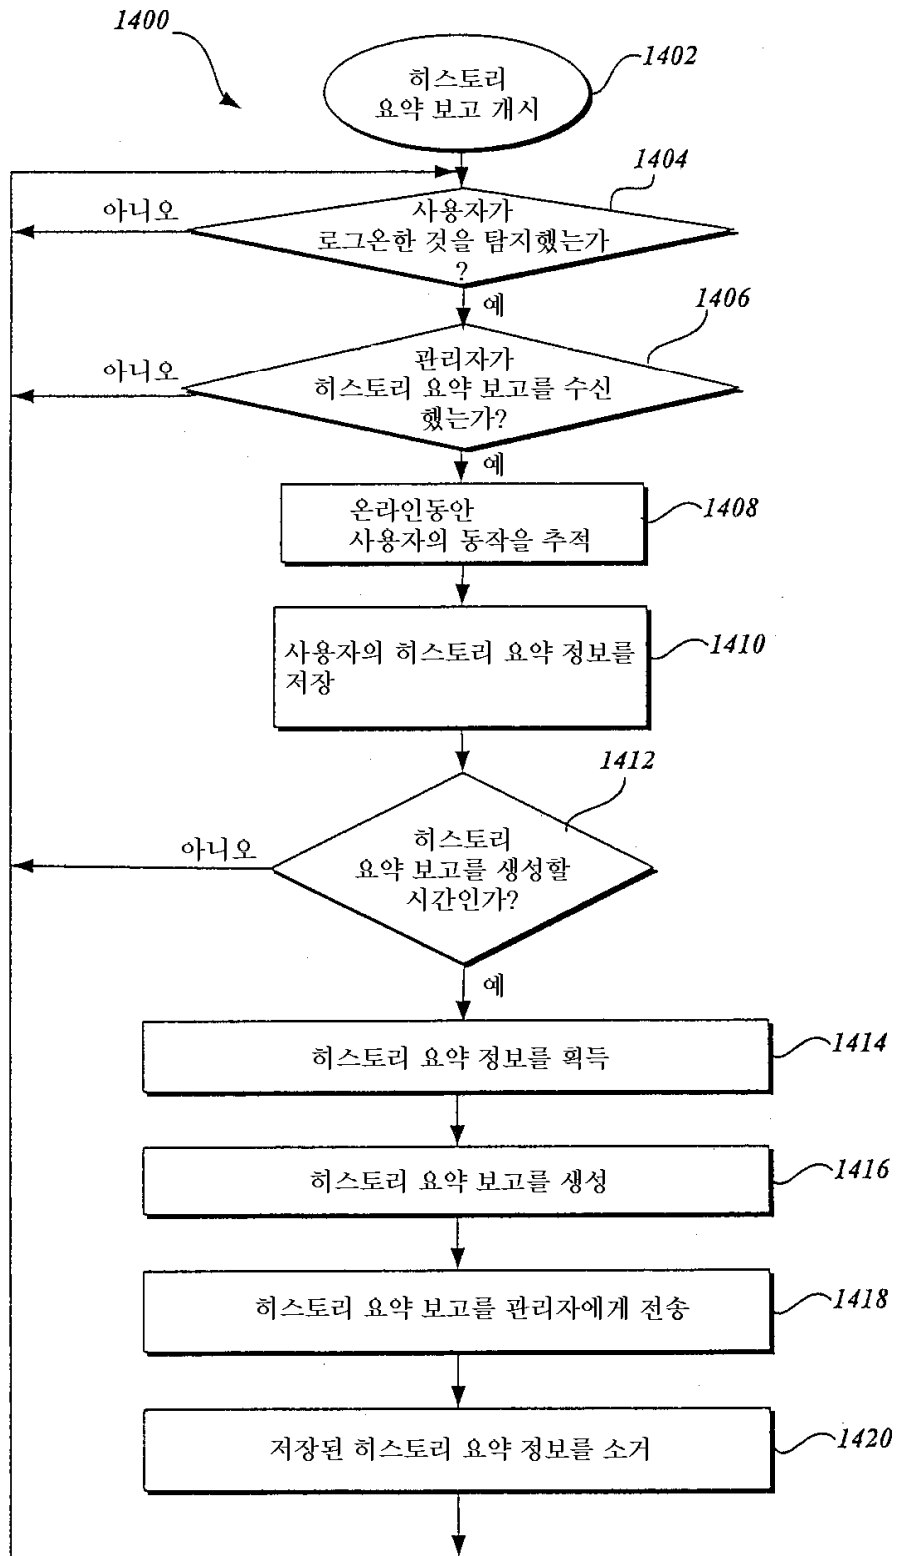 1400
히스토리
요약 보고 개시
1402
1404
아니오
사용자가
로그온한 것을 탐지했는가
?
예
1406
아니오
관리자가
히스토리 요약 보고를 수신
했는가?
예
온라인동안
사용자의 동작을 추적
1408
사용자의 히스토리 요약 정보를
저장
1410
1412
아니오
히스토리
요약 보고를 생성할
시간인가?
예
히스토리 요약 정보를 획득
1414
히스토리 요약 보고를 생성
1416
히스토리 요약 보고를 관리자에게 전송
1418
저장된 히스토리 요약 정보를 소거
1420